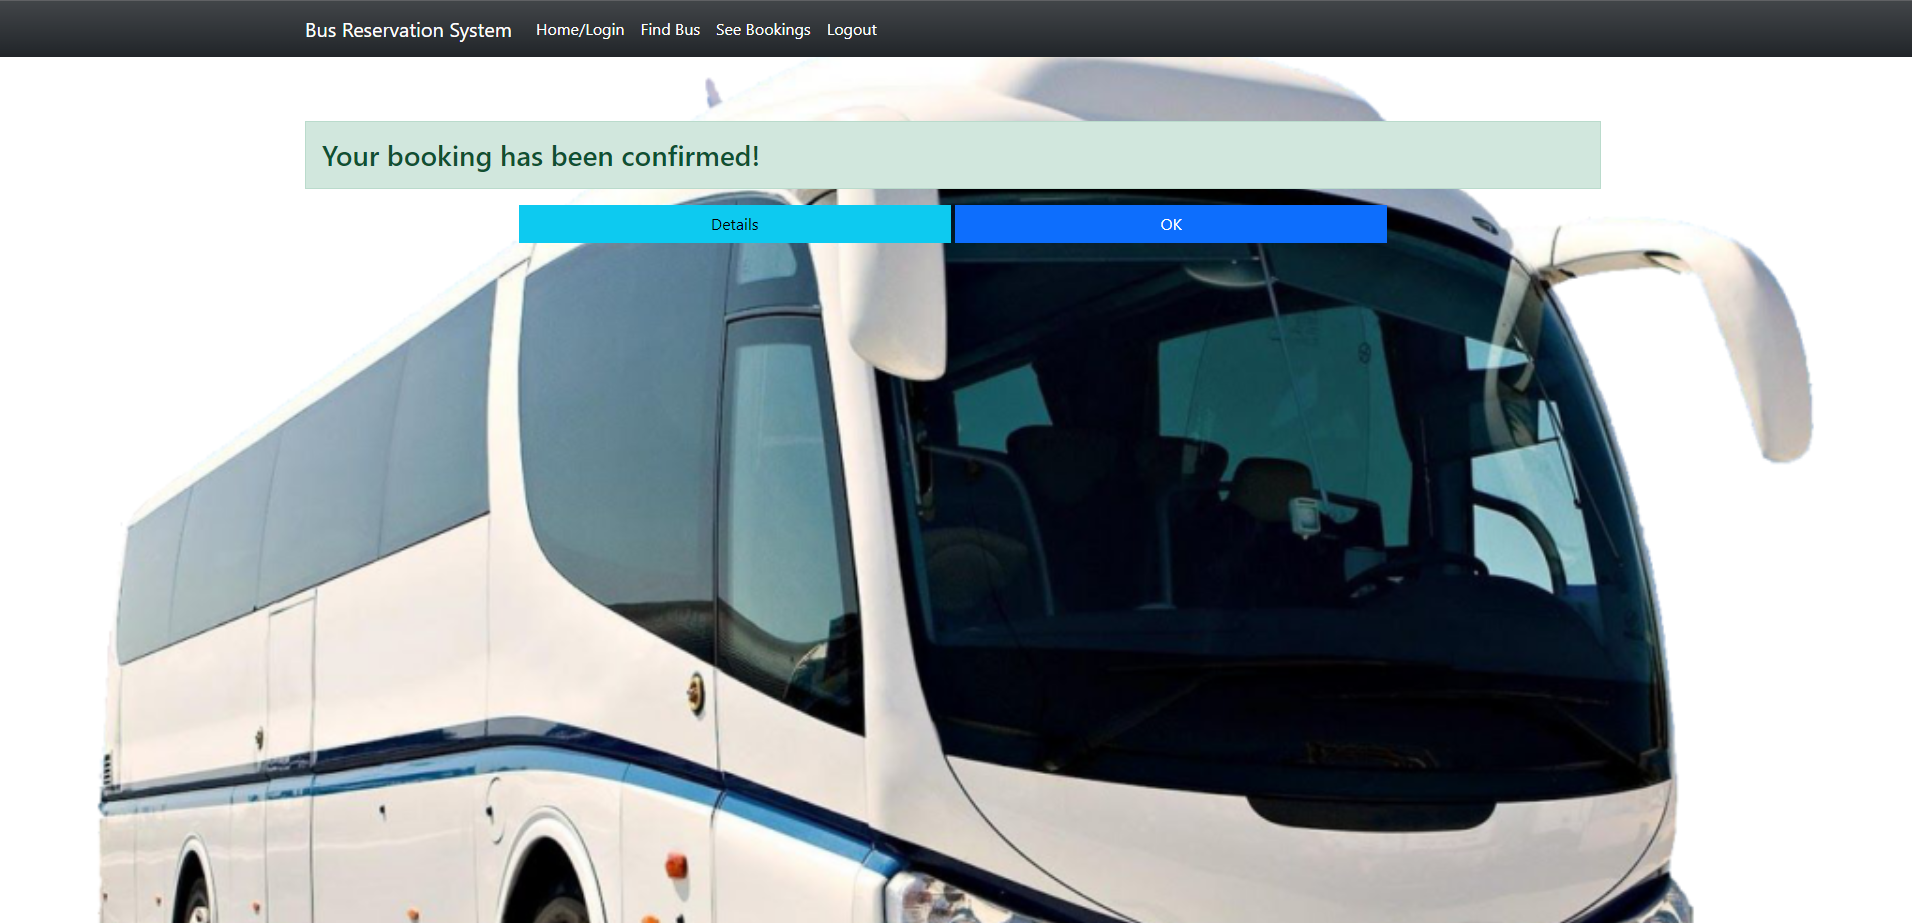 Bus Reservation System Home/Login Find Bus See Bookings Logout
Your booking has been confirmed!
Details OK